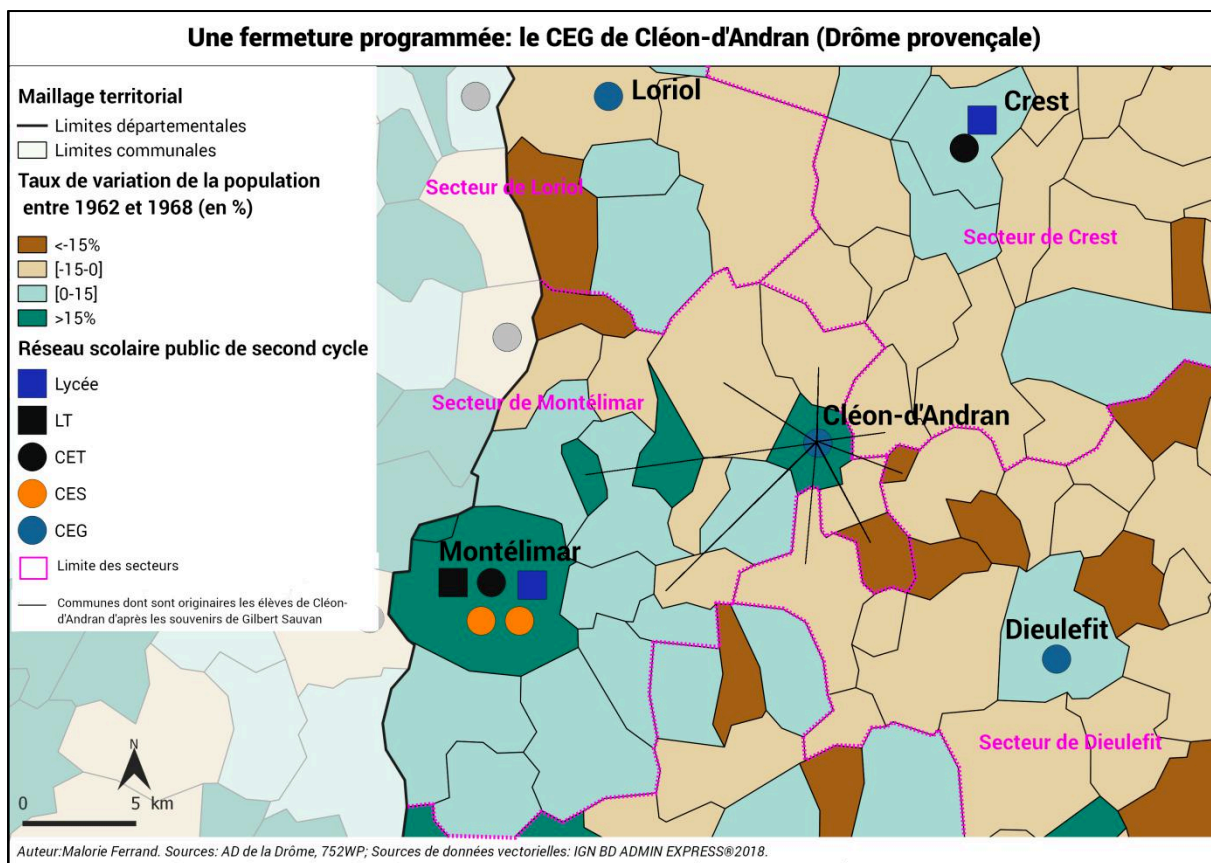 Une fermeture programmée: le CEG de Cléon-d'Andran (Drôme provençale)
Maillage territorial
Limites départementales
Limites communales
Taux de variation de la population
entre 1962 et 1968 (en %)
<-15%
[-15-0]
[0-15]
>15%
Réseau scolaire public de second cycle
Lycée
LT
CET
CES
CEG
Limite des secteurs
Communes dont sont originaires les élèves de Cléon-
d'Andran d'après les souvenirs de Gilbert Sauvan
Loriol
Crest
Secteur de Loriol
Secteur de Crest
Secteur de Montélimar
Cléon-d'Andran
Montélimar
Dieulefit
Secteur de Dieulefit
N
0 5 km
Auteur:Malorie Ferrand. Sources: AD de la Drôme, 752WP; Sources de données vectorielles: IGN BD ADMIN EXPRESS®2018.